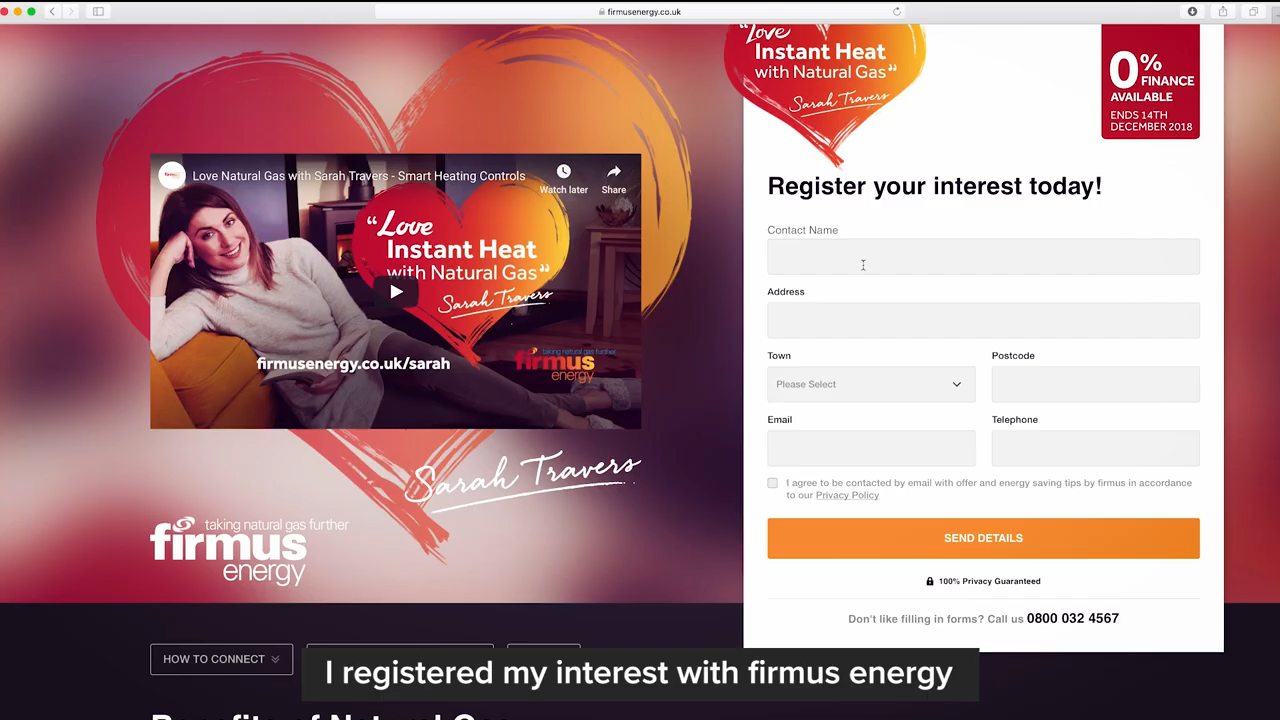 firmusenergy.co.uk
"Love
Instant Heat
with Natural Gas"
Sarah Travers
0%
FINANCE
AVAILABLE
ENDS 14TH
DECEMBER 2018
Love Natural Gas with Sarah Travers - Smart Heating Controls
Watch later
Share
"Love
Instant Heat
with Natural Gas"
Sarah Travers
firmusenergy.co.uk/sarah
taking natural gas further
firmus
energy
Sarah Travers
taking natural gas further
firmus
energy
Register your interest today!
Contact Name
Address
Town
Postcode
Please Select
Email
Telephone
I agree to be contacted by email with offer and energy saving tips by firmus in accordance
to our Privacy Policy
SEND DETAILS
100% Privacy Guaranteed
Don't like filling in forms? Call us 0800 032 4567
HOW TO CONNECT
I registered my interest with firmus energy
Benefits of Natural Gas